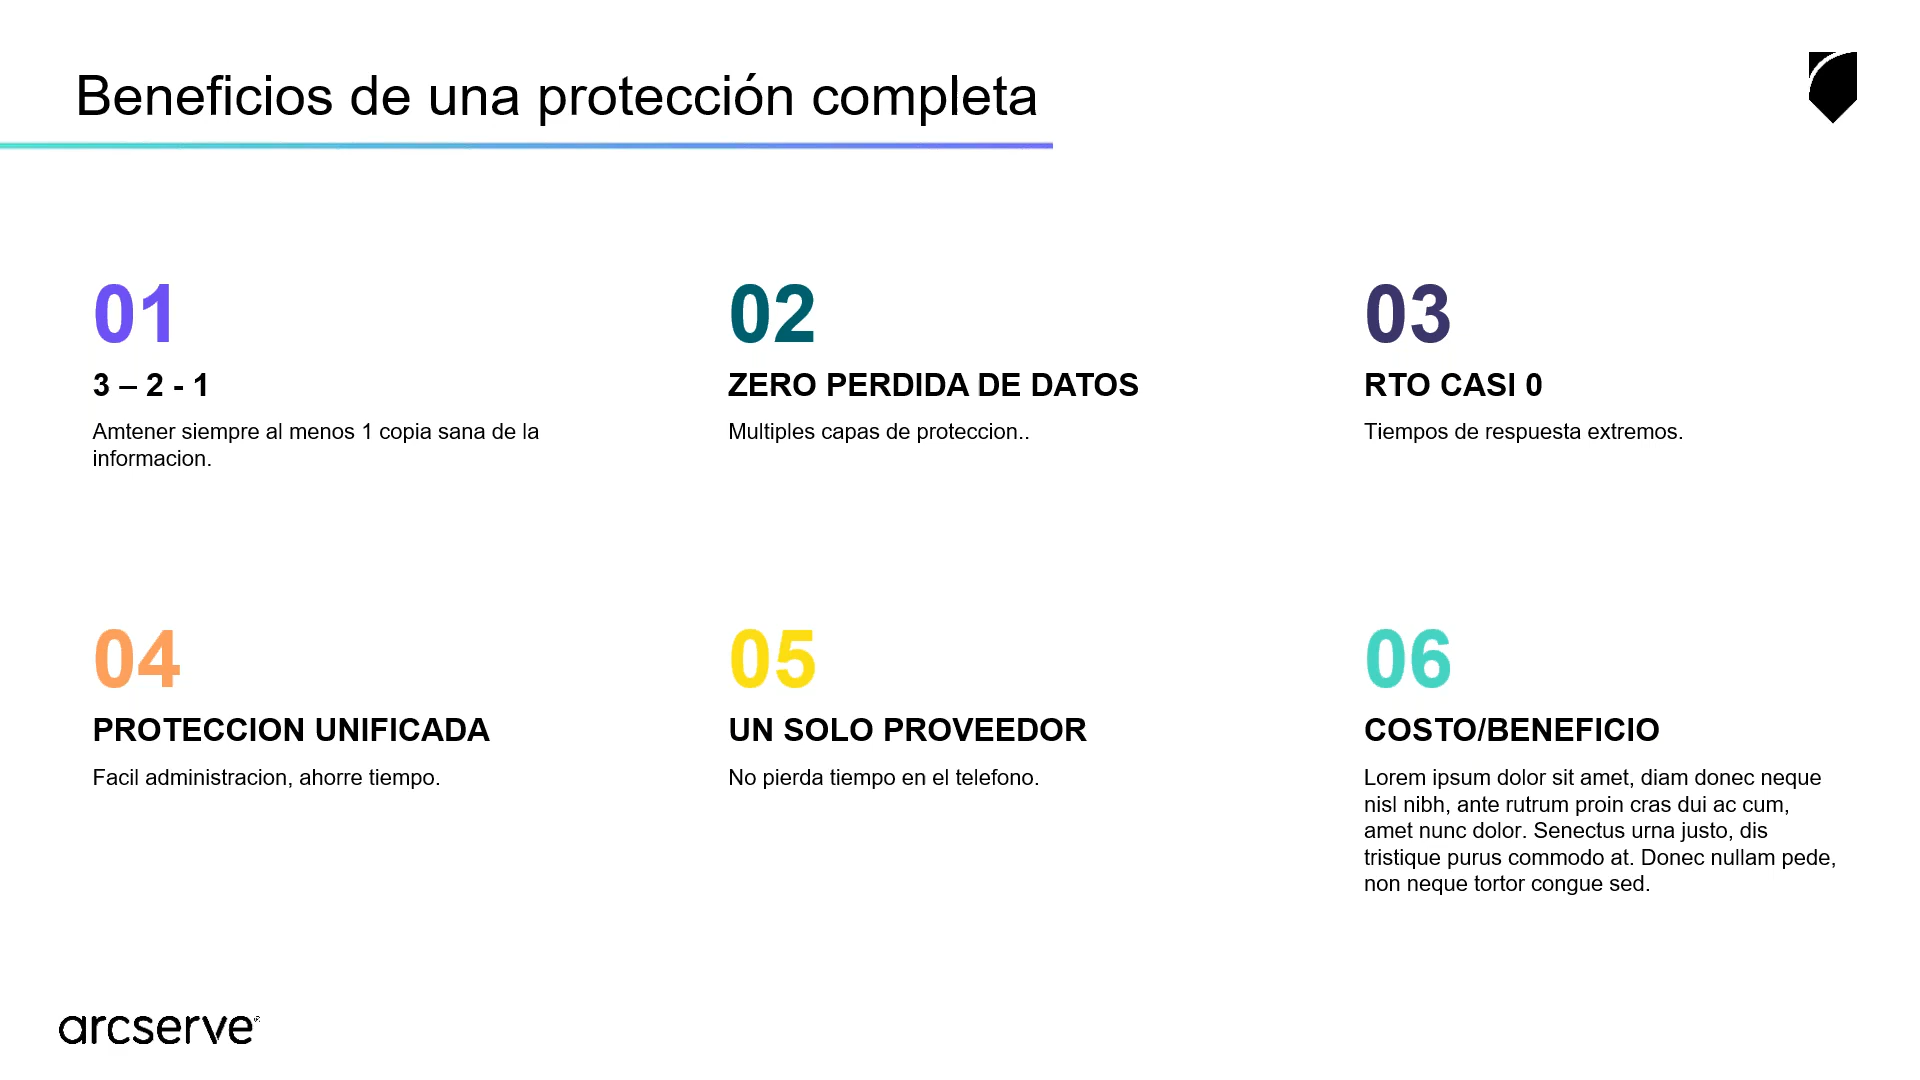 Beneficios de una protección completa
01
3 – 2 - 1
Amtener siempre al menos 1 copia sana de la
informacion.
02
ZERO PERDIDA DE DATOS
Multiples capas de proteccion..
03
RTO CASI 0
Tiempos de respuesta extremos.
04
PROTECCION UNIFICADA
Facil administracion, ahorre tiempo.
05
UN SOLO PROVEEDOR
No pierda tiempo en el telefono.
06
COSTO/BENEFICIO
Lorem ipsum dolor sit amet, diam donec neque
nisl nibh, ante rutrum proin cras dui ac cum,
amet nunc dolor. Senectus urna justo, dis
tristique purus commodo at. Donec nullam pede,
non neque tortor congue sed.
arcserve®